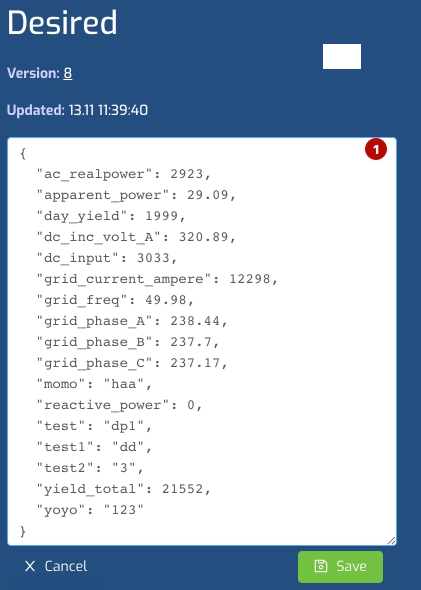 Desired
Version: 8
Updated: 13.11 11:39:40
1
{
"ac_realpower": 2923,
"apparent_power": 29.09,
"day_yield": 1999,
"dc_inc_volt_A": 320.89,
"dc_input": 3033,
"grid_current_ampere": 12298,
"grid_freq": 49.98,
"grid_phase_A": 238.44,
"grid_phase_B": 237.7,
"grid_phase_C": 237.17,
"momo": "haa",
"reactive_power": 0,
"test": "dp1",
"test1": "dd",
"test2": "3",
"yield_total": 21552,
"yoyo": "123"
}
X Cancel
Save